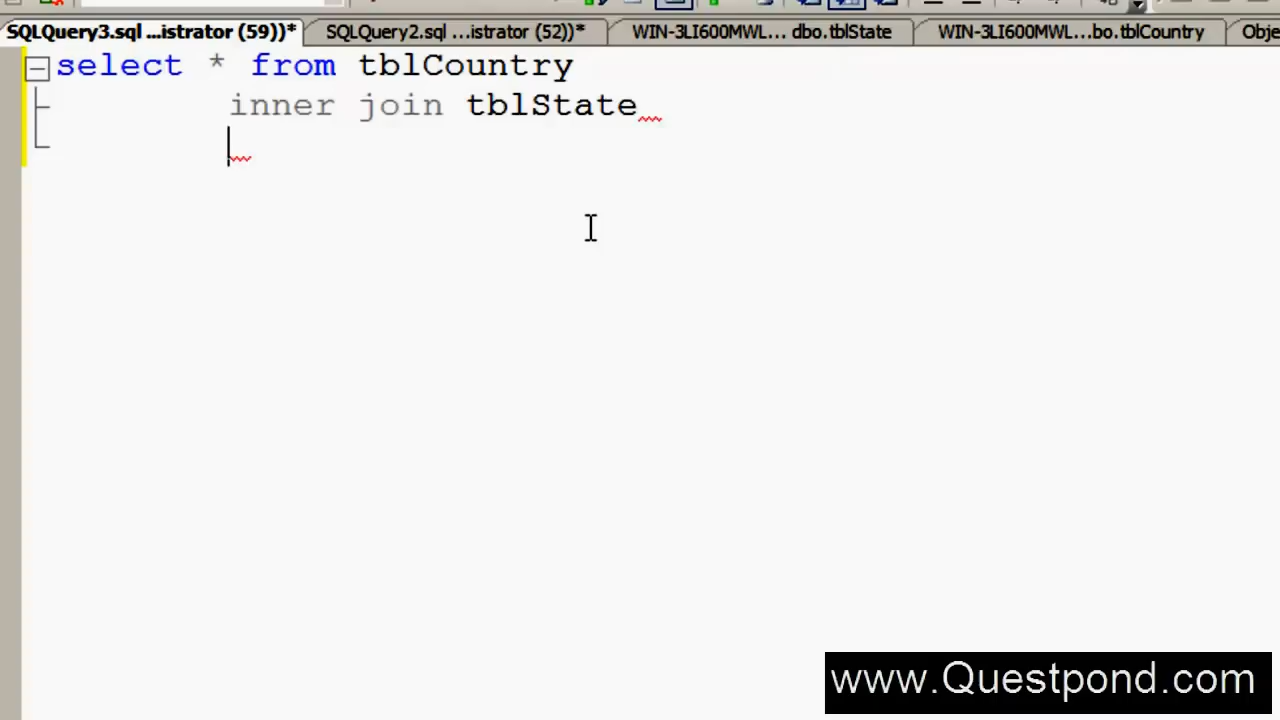 SQLQuery3.sql ...istrator (59))* SQLQuery2.sql ...istrator (52))* WIN-3LI600MWL... dbo.tblState WIN-3LI600MWL...bo.tblCountry Obje
select * from tblCountry
inner join tblState
www.Questpond.com